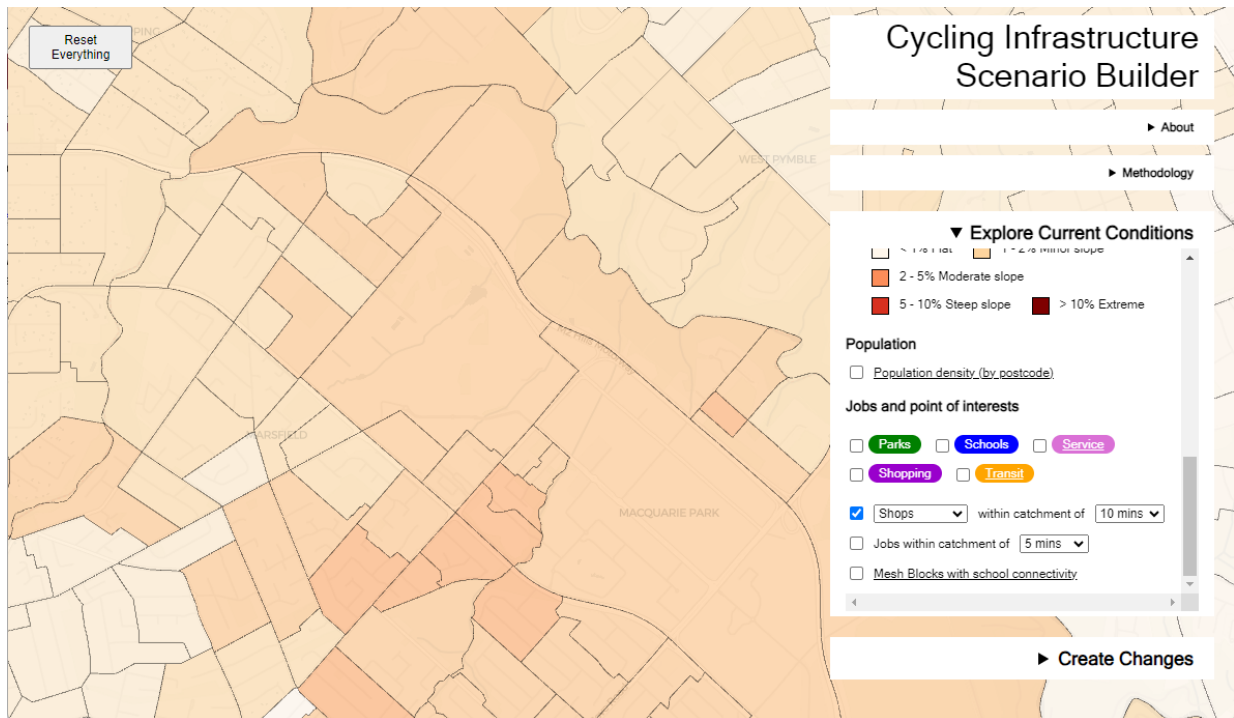 Reset
Everything
PING
Cycling Infrastructure
Scenario Builder
▶ About
WEST PYMBLE
▶ Methodology
▼ Explore Current Conditions
2 - 5% Moderate slope
5 - 10% Steep slope
> 10% Extreme
Population
Population density (by postcode)
Jobs and point of interests
MARSFIELD
Parks
Schools
Service
Shopping
Transit
MACQUARIE PARK
Shops
within catchment of
10 mins
Jobs within catchment of
5 mins
Mesh Blocks with school connectivity
▶ Create Changes